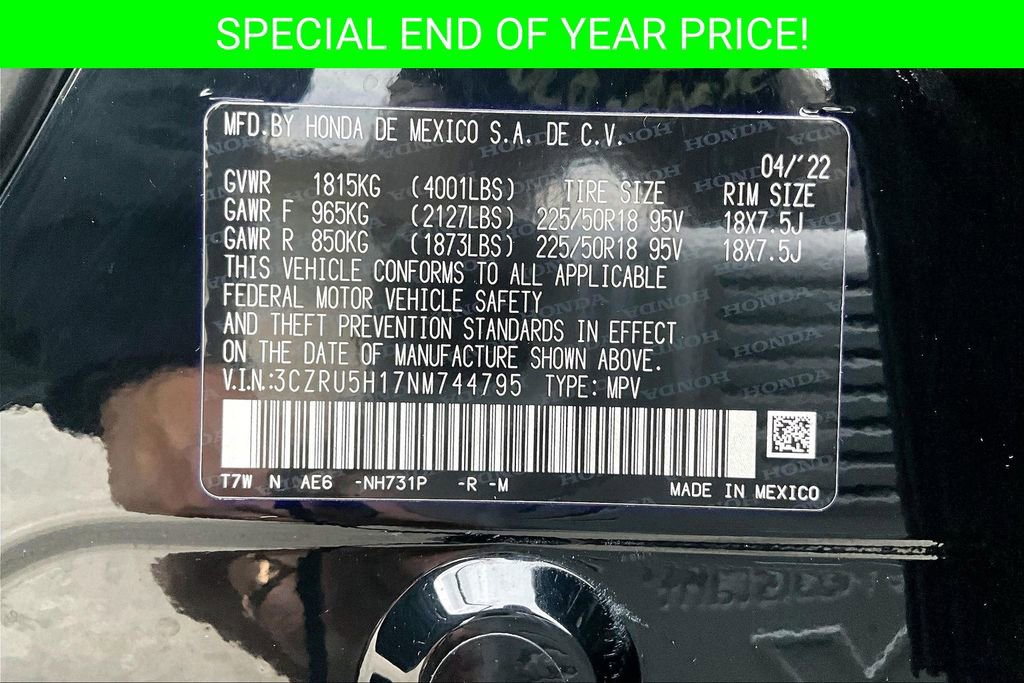 SPECIAL END OF YEAR PRICE!
MFD.BY HONDA DE MEXICO S.A. DE C.V.
04/'22
GVWR 1815KG (4001LBS) TIRE SIZE RIM SIZE
GAWR F 965KG (2127LBS) 225/50R18 95V 18X7.5J
GAWR R 850KG (1873LBS) 225/50R18 95V 18X7.5J
THIS VEHICLE CONFORMS TO ALL APPLICABLE
FEDERAL MOTOR VEHICLE SAFETY
AND THEFT PREVENTION STANDARDS IN EFFECT
ON THE DATE OF MANUFACTURE SHOWN ABOVE.
V.I.N.:3CZRU5H17NM744795 TYPE: MPV
T7W N AE6 -NH731P -R -M MADE IN MEXICO